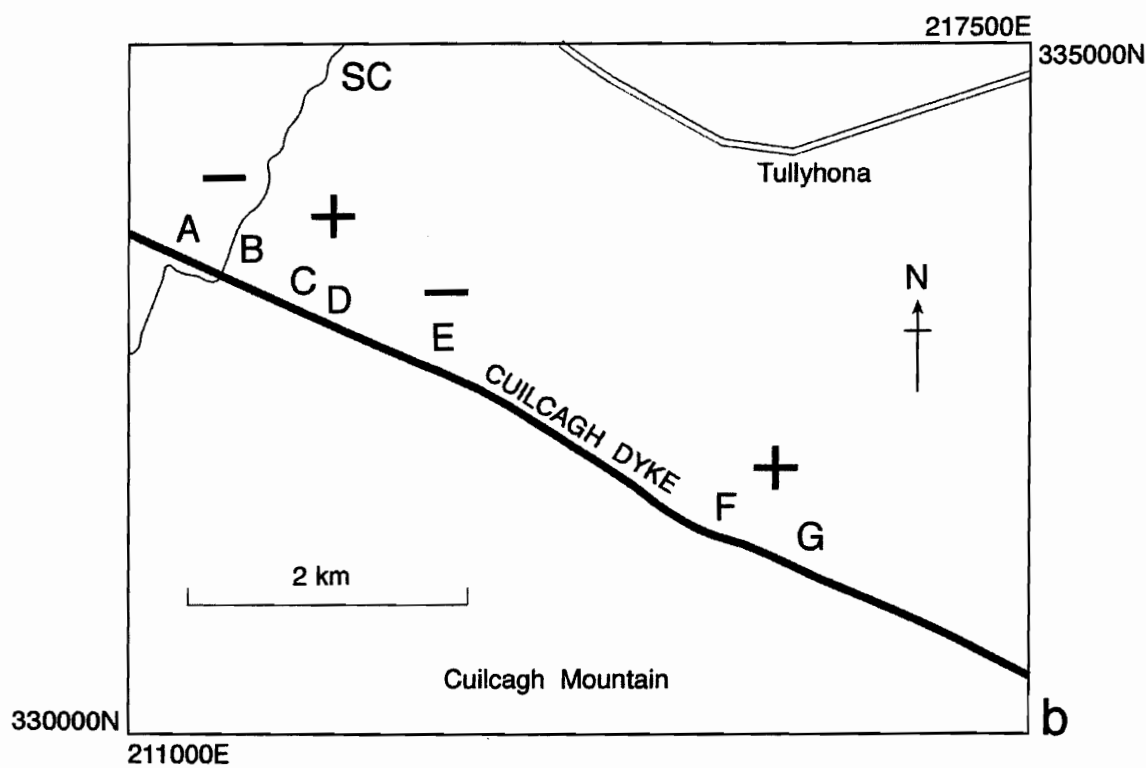 217500E
335000N
SC
Tullyhona
−
+
A
B
C
D
−
E
N
CUILCAGH DYKE
+
F
G
2 km
Cuilcagh Mountain
330000N
b
211000E